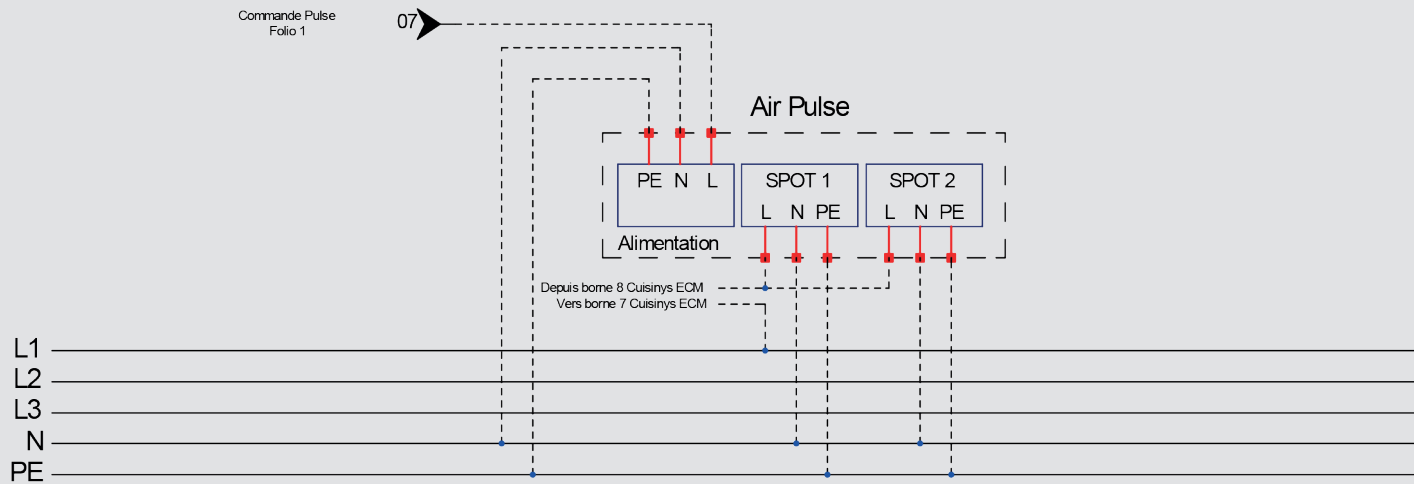 Commande Pulse
Folio 1
07
Air Pulse
PE N L
SPOT 1
L N PE
SPOT 2
L N PE
Alimentation
Depuis borne 8 Cuisinys ECM
Vers borne 7 Cuisinys ECM
L1
L2
L3
N
PE